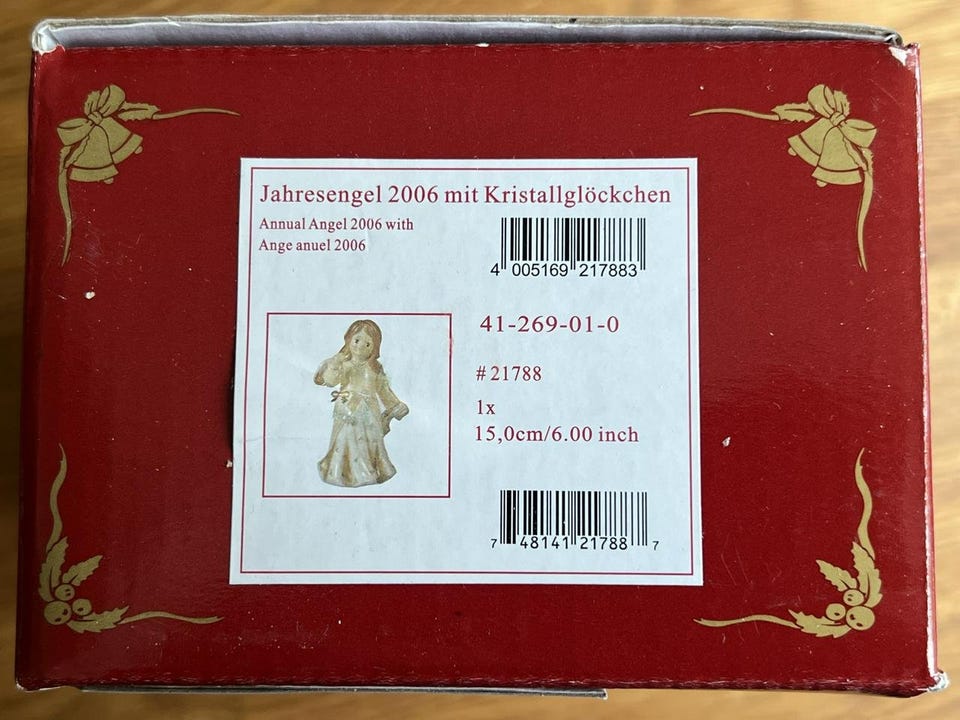 Jahresengel 2006 mit Kristallglöckchen
Annual Angel 2006 with
Ange anuel 2006
4 005169 217883
41-269-01-0
# 21788
1x
15,0cm/6.00 inch
7 48141 21788 7